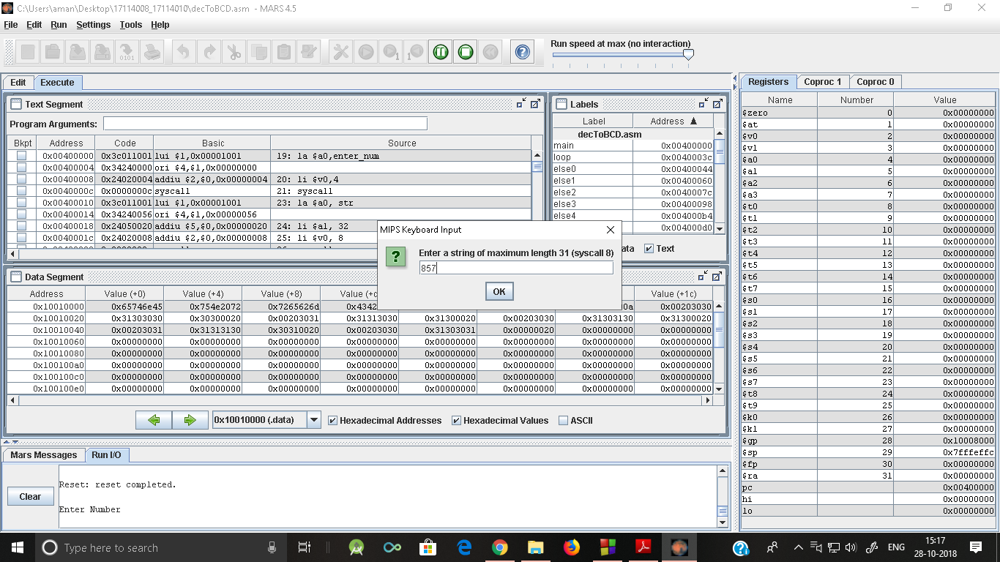 C:\Users\aman\Desktop\17114008_17114010\decToBCD.asm - MARS 4.5
File Edit Run Settings Tools Help
Run speed at max (no interaction)
Edit Execute
Text Segment
Program Arguments:
Bkpt Address Code Basic Source
0x00400000 0x3c011001 lui $1,0x00001001 19: la $a0,enter_num
0x00400004 0x34240000 ori $4,$1,0x00000000
0x00400008 0x24020004 addiu $2,$0,0x00000004 20: li $v0,4
0x0040000c 0x0000000c syscall 21: syscall
0x00400010 0x3c011001 lui $1,0x00001001 23: la $a0, str
0x00400014 0x34240056 ori $4,$1,0x00000056
0x00400018 0x24050020 addiu $5,$0,0x00000020 24: li $a1, 32
0x0040001c 0x24020008 addiu $2,$0,0x00000008 25: li $v0, 8
Labels
Label Address ▲
decToBCD.asm
main 0x00400000
loop 0x0040003c
else0 0x00400044
else1 0x00400060
else2 0x0040007c
else3 0x00400098
else4 0x004000b4
0x004000d0
ata Text
MIPS Keyboard Input
Enter a string of maximum length 31 (syscall 8)
857
OK
Data Segment
Address Value (+0) Value (+4) Value (+8) Value (+c Value (+1c)
0x10010000 0x65746e45 0x754e2072 0x7265626d 0x4342 0a 0x00203030
0x10010020 0x31303030 0x30300020 0x00203031 0x31313030 0x31300020 0x00203030 0x31303130 0x31300020
0x10010040 0x00203031 0x31313130 0x30310020 0x00203030 0x31303031 0x00000020 0x00000000 0x00000000
0x10010060 0x00000000 0x00000000 0x00000000 0x00000000 0x00000000 0x00000000 0x00000000 0x00000000
0x10010080 0x00000000 0x00000000 0x00000000 0x00000000 0x00000000 0x00000000 0x00000000 0x00000000
0x100100a0 0x00000000 0x00000000 0x00000000 0x00000000 0x00000000 0x00000000 0x00000000 0x00000000
0x100100c0 0x00000000 0x00000000 0x00000000 0x00000000 0x00000000 0x00000000 0x00000000 0x00000000
0x100100e0 0x00000000 0x00000000 0x00000000 0x00000000 0x00000000 0x00000000 0x00000000 0x00000000
0x10010000 (.data) Hexadecimal Addresses Hexadecimal Values ASCII
Mars Messages Run I/O
Clear
Reset: reset completed.
Enter Number
Registers Coproc 1 Coproc 0
Name Number Value
$zero 0 0x00000000
$at 1 0x00000000
$v0 2 0x00000000
$v1 3 0x00000000
$a0 4 0x00000000
$a1 5 0x00000000
$a2 6 0x00000000
$a3 7 0x00000000
$t0 8 0x00000000
$t1 9 0x00000000
$t2 10 0x00000000
$t3 11 0x00000000
$t4 12 0x00000000
$t5 13 0x00000000
$t6 14 0x00000000
$t7 15 0x00000000
$s0 16 0x00000000
$s1 17 0x00000000
$s2 18 0x00000000
$s3 19 0x00000000
$s4 20 0x00000000
$s5 21 0x00000000
$s6 22 0x00000000
$s7 23 0x00000000
$t8 24 0x00000000
$t9 25 0x00000000
$k0 26 0x00000000
$k1 27 0x00000000
$gp 28 0x10008000
$sp 29 0x7fffeffc
$fp 30 0x00000000
$ra 31 0x00000000
pc 0x00400000
hi 0x00000000
lo 0x00000000
Type here to search
ENG
15:17
28-10-2018